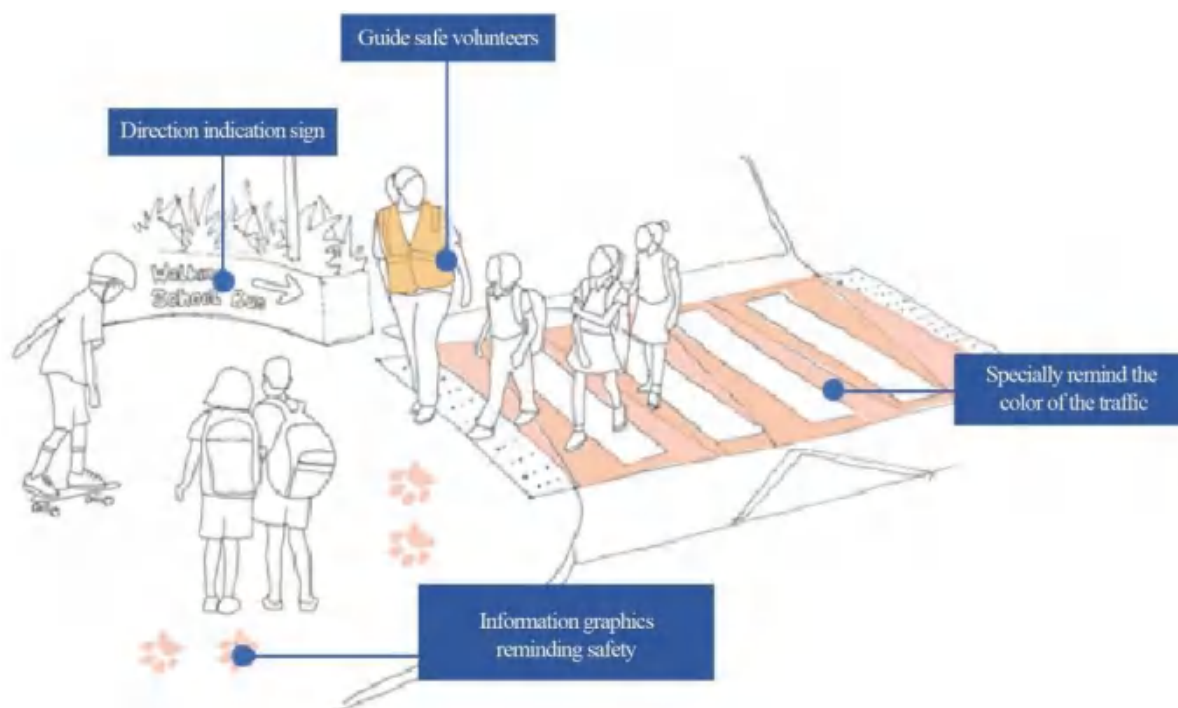 Guide safe volunteers
Direction indication sign
Walking
School Bus
Specially remind the
color of the traffic
Information graphics
reminding safety